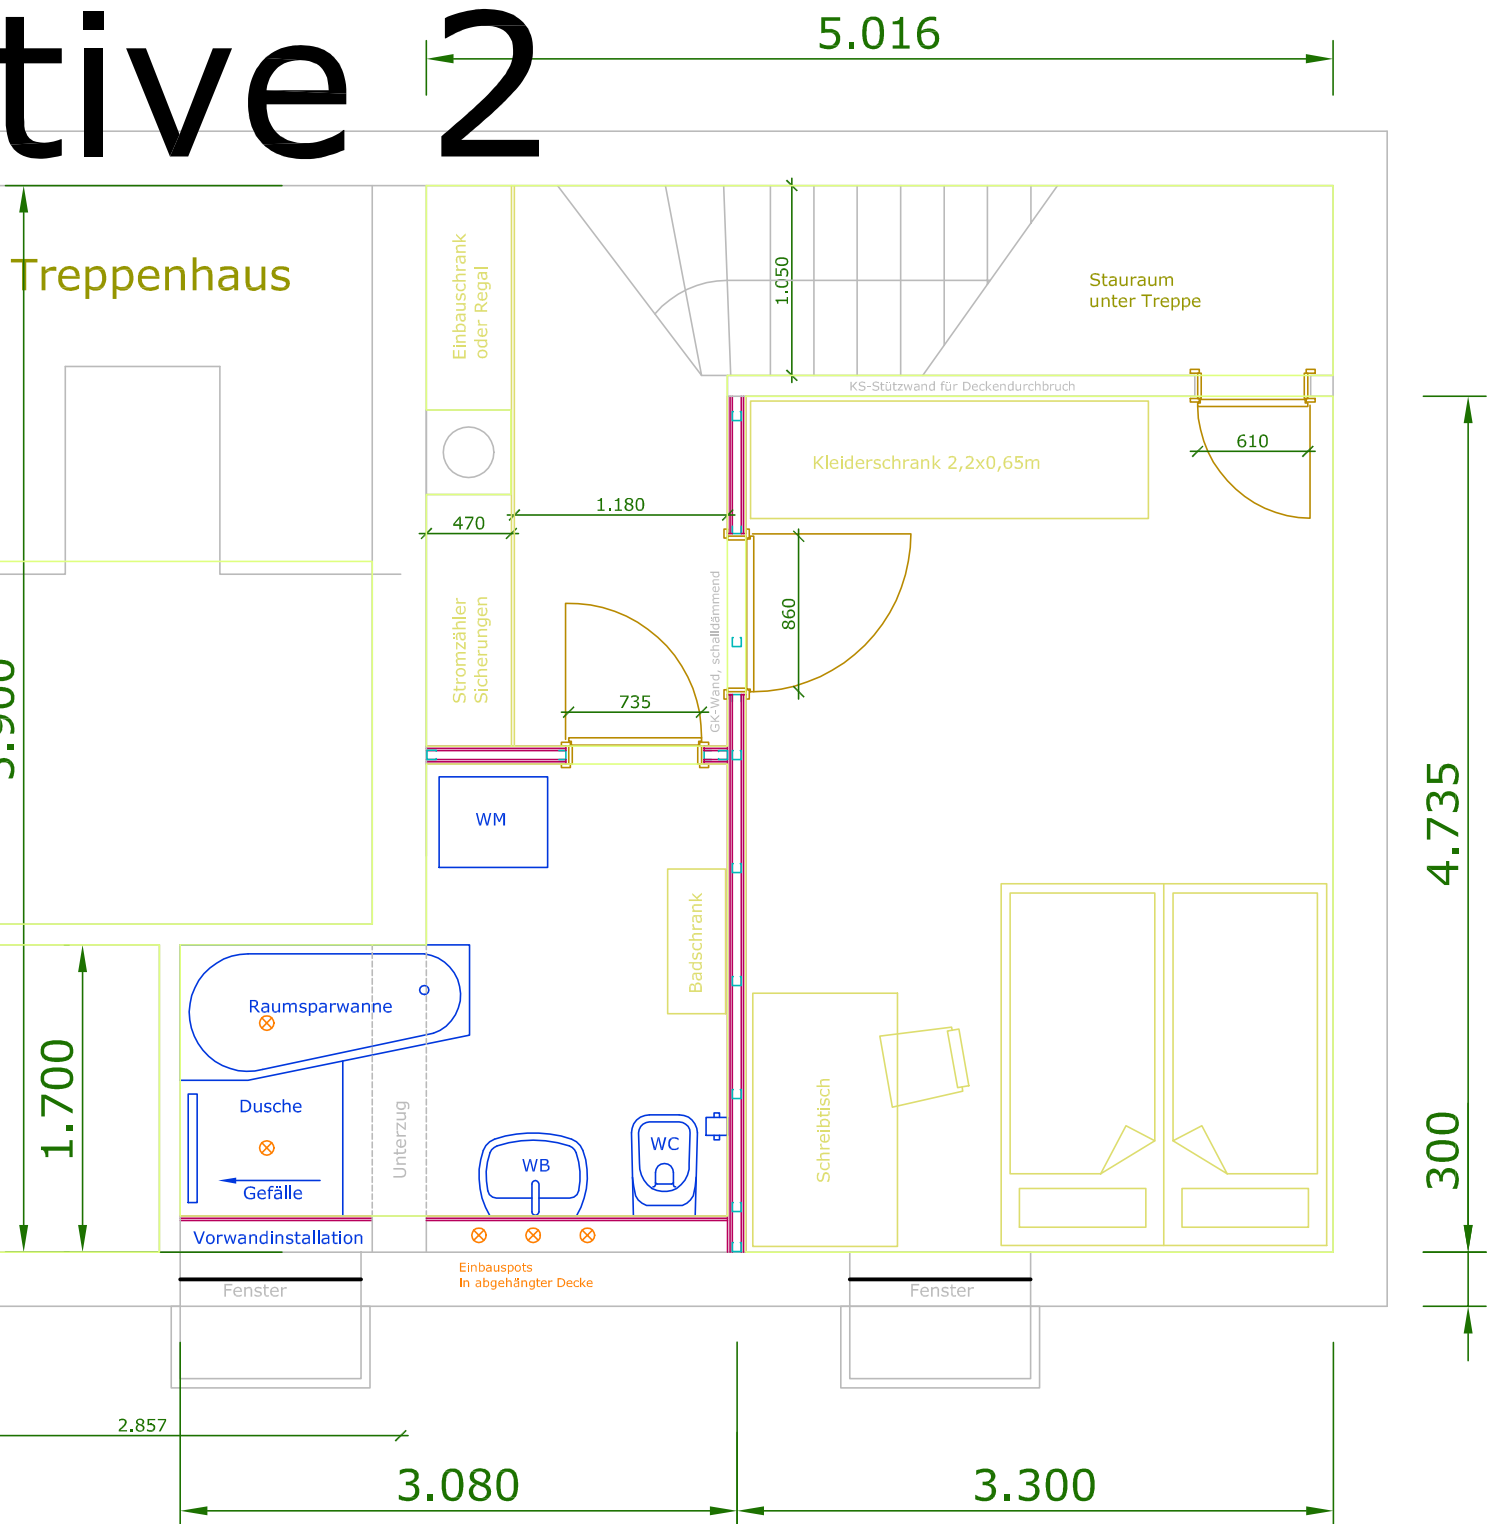 tive 2
5.016
Treppenhaus
Einbauschrank
oder Regal
1.050
Stauraum
unter Treppe
KS-Stützwand für Deckendurchbruch
Kleiderschrank 2,2x0,65m
610
1.180
470
860
Stromzähler
Sicherungen
GK-Wand, schalldämmend
735
4.735
WM
Badschrank
Raumsparwanne
1.700
Dusche
Gefälle
Unterzug
WB
WC
Schreibtisch
300
Vorwandinstallation
Einbauspots
In abgehängter Decke
Fenster
Fenster
2.857
3.080
3.300